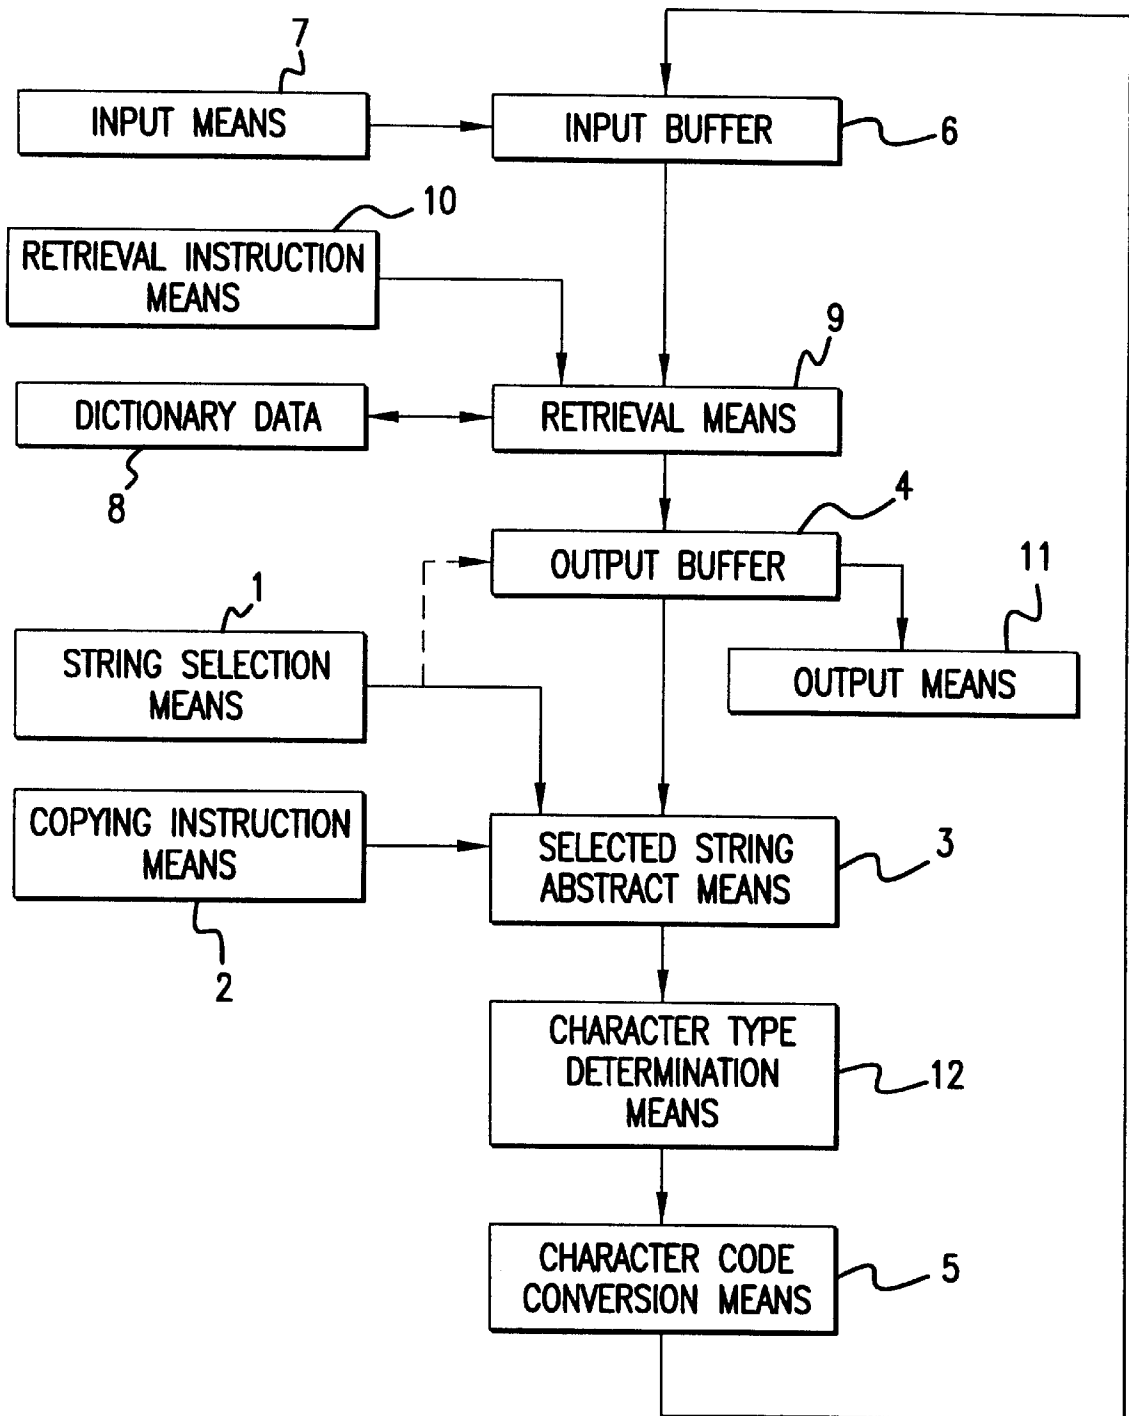 7
INPUT MEANS
INPUT BUFFER
6
10
RETRIEVAL INSTRUCTION
MEANS
9
DICTIONARY DATA
RETRIEVAL MEANS
8
4
OUTPUT BUFFER
11
1
STRING SELECTION
MEANS
OUTPUT MEANS
COPYING INSTRUCTION
MEANS
SELECTED STRING
ABSTRACT MEANS
3
2
CHARACTER TYPE
DETERMINATION
MEANS
12
CHARACTER CODE
CONVERSION MEANS
5